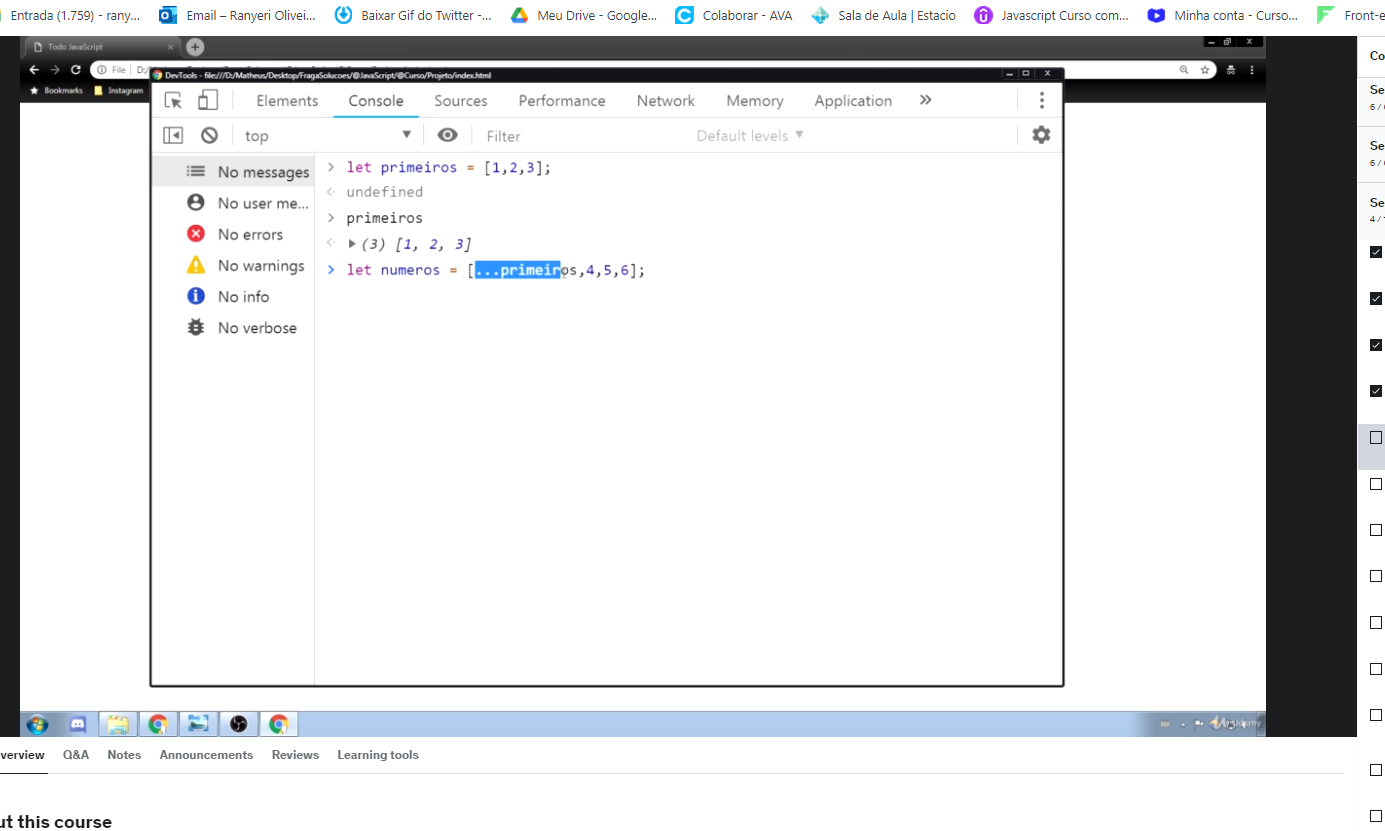 Entrada (1.759) - rany...
Email – Ranyeri Olivei...
Baixar Gif do Twitter -...
Meu Drive - Google...
Colaborar - AVA
Sala de Aula | Estacio
Javascript Curso com...
Minha conta - Curso...
Front-e
Todo JavaScript
File
D:/
Bookmarks
Instagram
DevTools - file:///D:/Matheus/Desktop/FragaSolucoes/@JavaScript/@Curso/Projeto/index.html
Elements
Console
Sources
Performance
Network
Memory
Application
top
Filter
Default levels
No messages
No user me...
No errors
No warnings
No info
No verbose
let primeiros = [1,2,3];
undefined
primeiros
(3) [1, 2, 3]
let numeros = [...primeiros,4,5,6];
Co
Se
6 /
Se
6 /
Se
4 /
verview
Q&A
Notes
Announcements
Reviews
Learning tools
ut this course